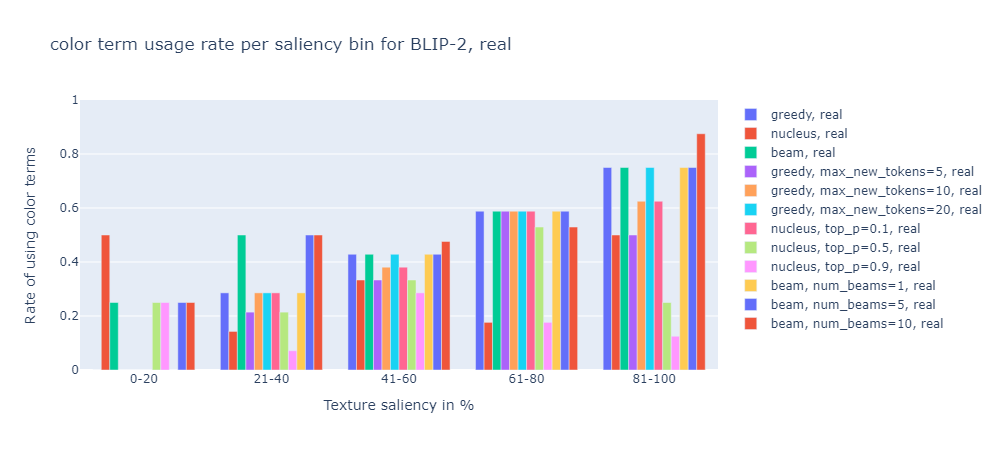 color term usage rate per saliency bin for BLIP-2, real
1
0.8
0.6
0.4
0.2
0
Rate of using color terms
0-20
21-40
41-60
61-80
81-100
Texture saliency in %
greedy, real
nucleus, real
beam, real
greedy, max_new_tokens=5, real
greedy, max_new_tokens=10, real
greedy, max_new_tokens=20, real
nucleus, top_p=0.1, real
nucleus, top_p=0.5, real
nucleus, top_p=0.9, real
beam, num_beams=1, real
beam, num_beams=5, real
beam, num_beams=10, real